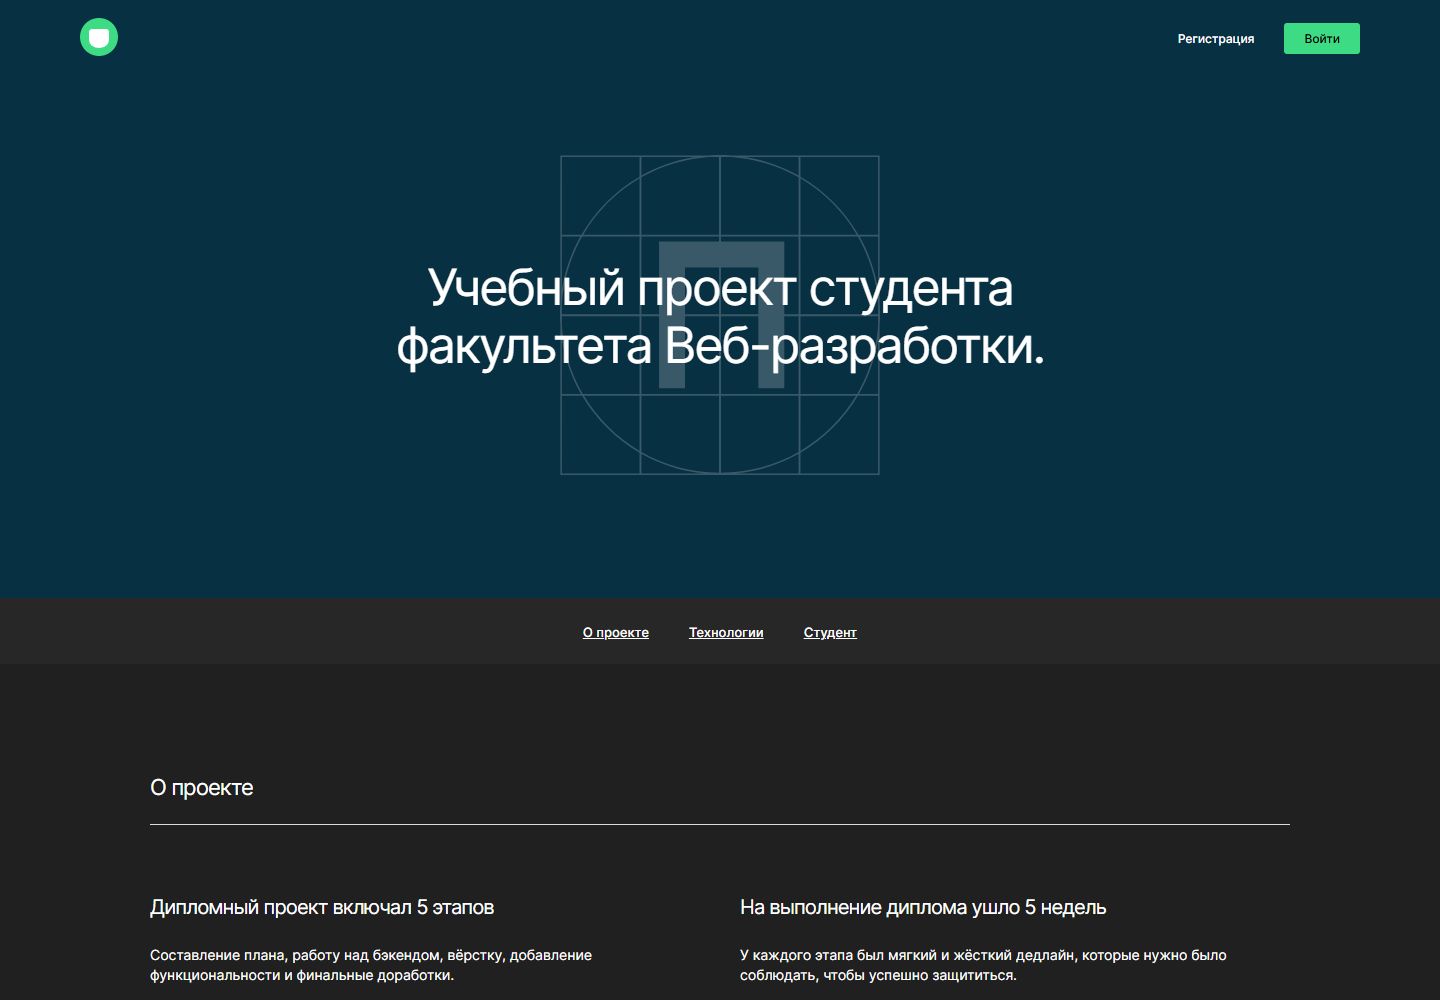 Регистрация
Войти
П
Учебный проект студента
факультета Веб-разработки.
О проекте
Технологии
Студент
О проекте
Дипломный проект включал 5 этапов
Составление плана, работу над бэкендом, вёрстку, добавление
функциональности и финальные доработки.
На выполнение диплома ушло 5 недель
У каждого этапа был мягкий и жёсткий дедлайн, которые нужно было
соблюдать, чтобы успешно защититься.